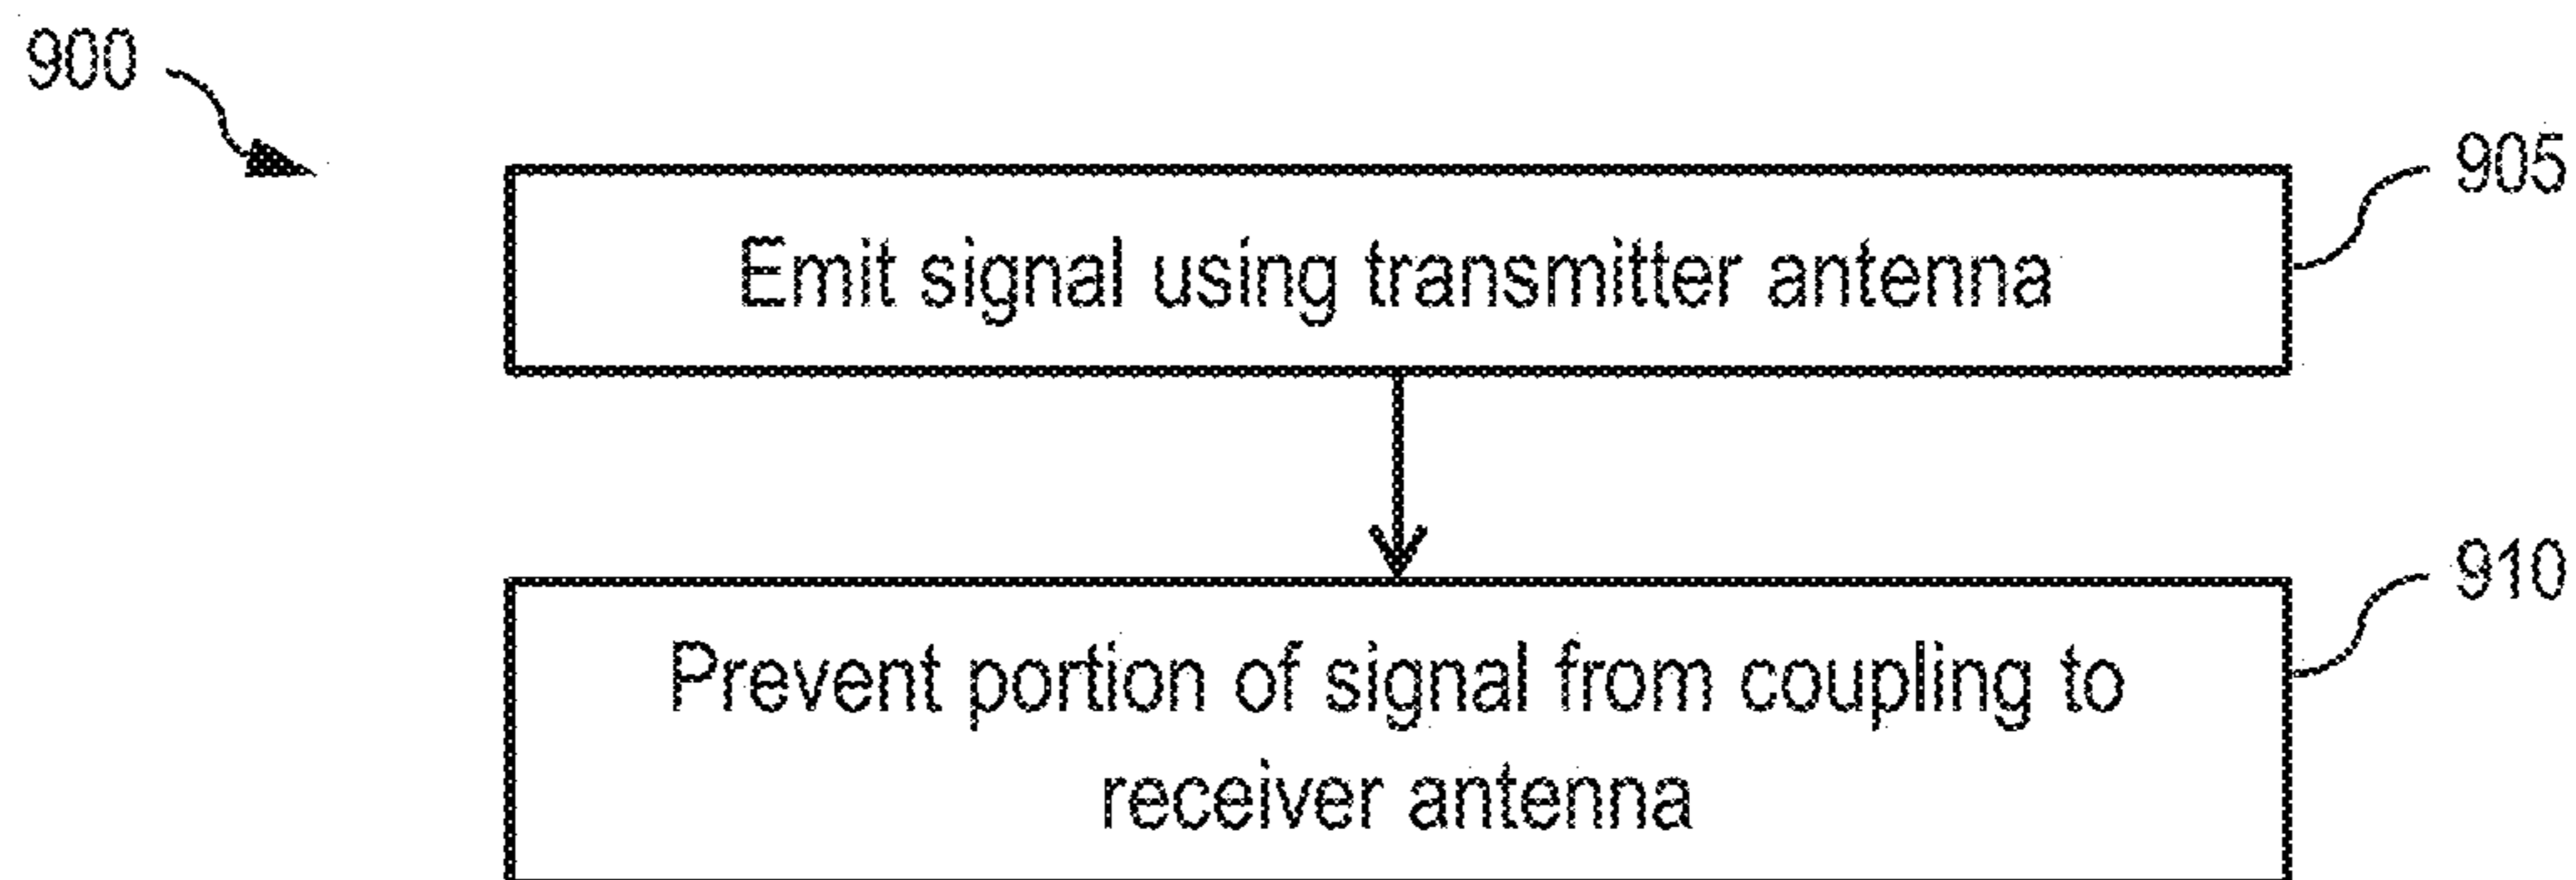 900
905
Emit signal using transmitter antenna
910
Prevent portion of signal from coupling to
receiver antenna